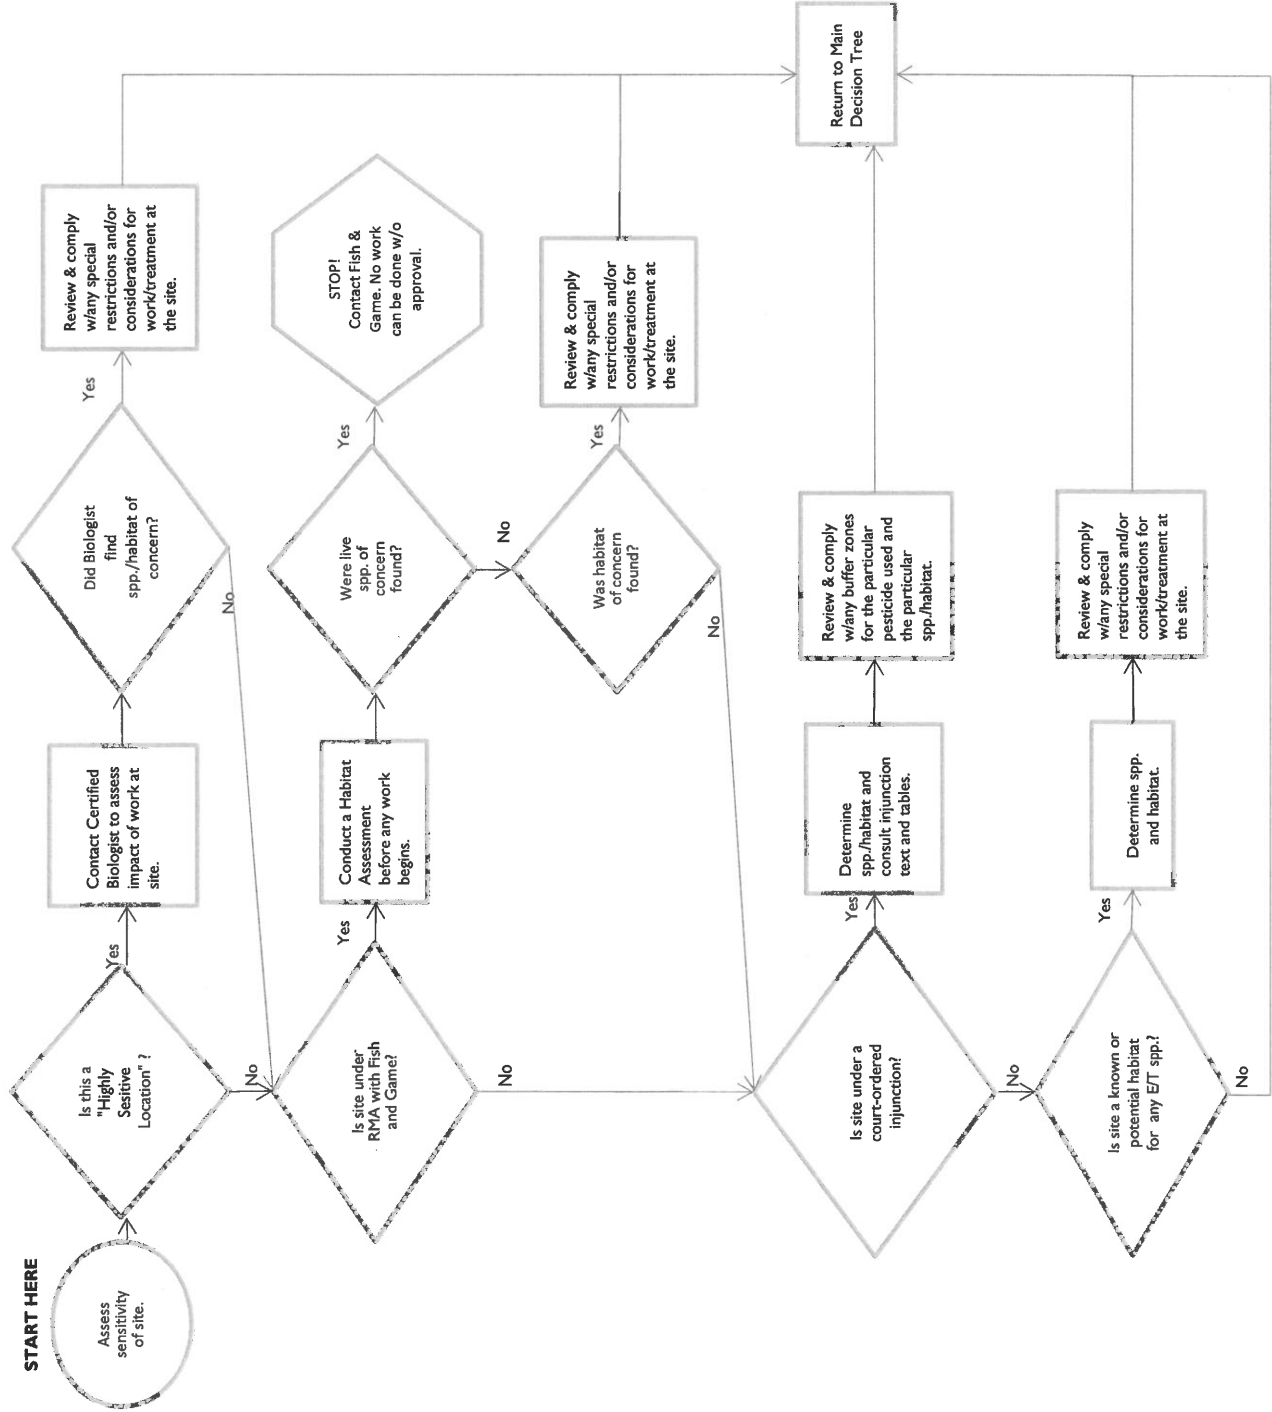 START HERE
Assess
sensitivity
of site.
Is this a
"Highly
Sesitive
Location" ?
Yes
No
Contact Certified
Biologist to assess
impact of work at
site.
Did Biologist
find
spp./habitat of
concern?
Yes
No
Review & comply
w/any special
restrictions and/or
considerations for
work/treatment at
the site.
Is site under
RMA with Fish
and Game?
Yes
No
Conduct a Habitat
Assessment
before any work
begins.
Were live
spp. of
concern
found?
Yes
No
STOP!
Contact Fish &
Game. No work
can be done w/o
approval.
Was habitat
of concern
found?
Yes
No
Review & comply
w/any special
restrictions and/or
considerations for
work/treatment at
the site.
Is site under a
court-ordered
injunction?
Yes
No
Determine
spp./habitat and
consult injunction
text and tables.
Review & comply
w/any buffer zones
for the particular
pesticide used and
the particular
spp./habitat.
Return to Main
Decision Tree
Is site a known or
potential habitat
for any E/T spp.?
Yes
No
Determine spp.
and habitat.
Review & comply
w/any special
restrictions and/or
considerations for
work/treatment at
the site.